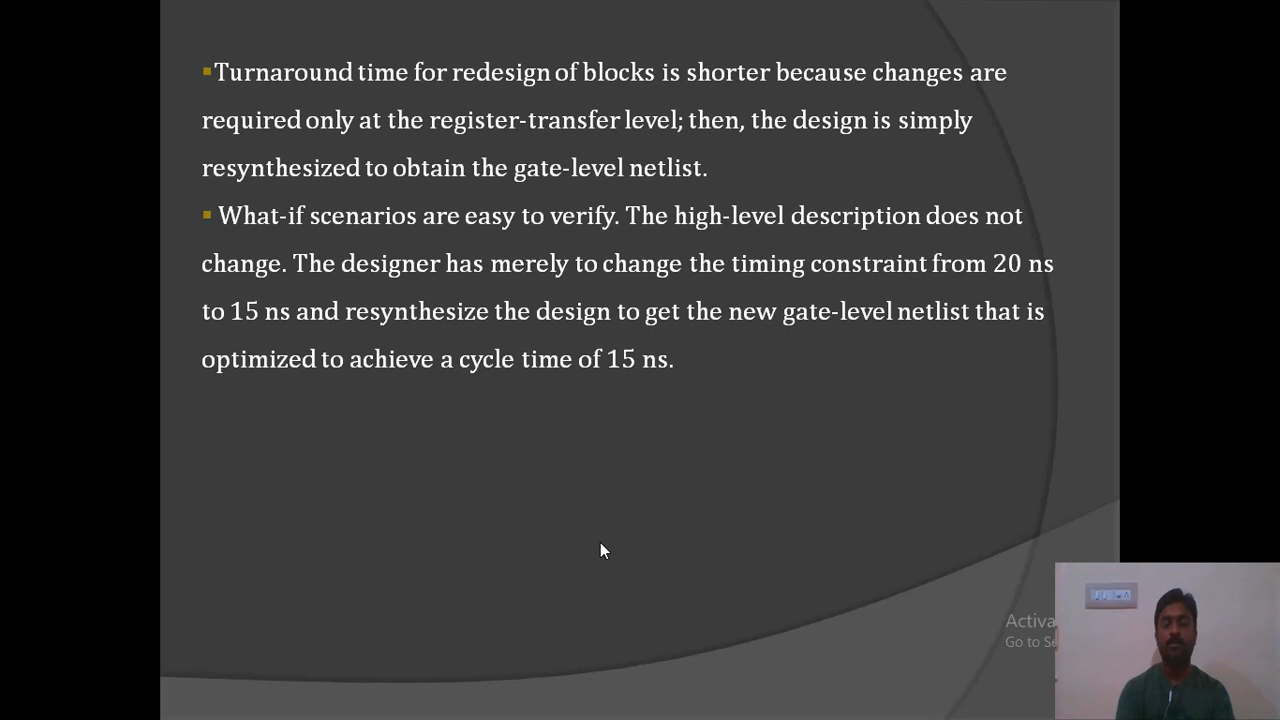 ▪Turnaround time for redesign of blocks is shorter because changes are
required only at the register-transfer level; then, the design is simply
resynthesized to obtain the gate-level netlist.
▪ What-if scenarios are easy to verify. The high-level description does not
change. The designer has merely to change the timing constraint from 20 ns
to 15 ns and resynthesize the design to get the new gate-level netlist that is
optimized to achieve a cycle time of 15 ns.
Activa
Go to Se